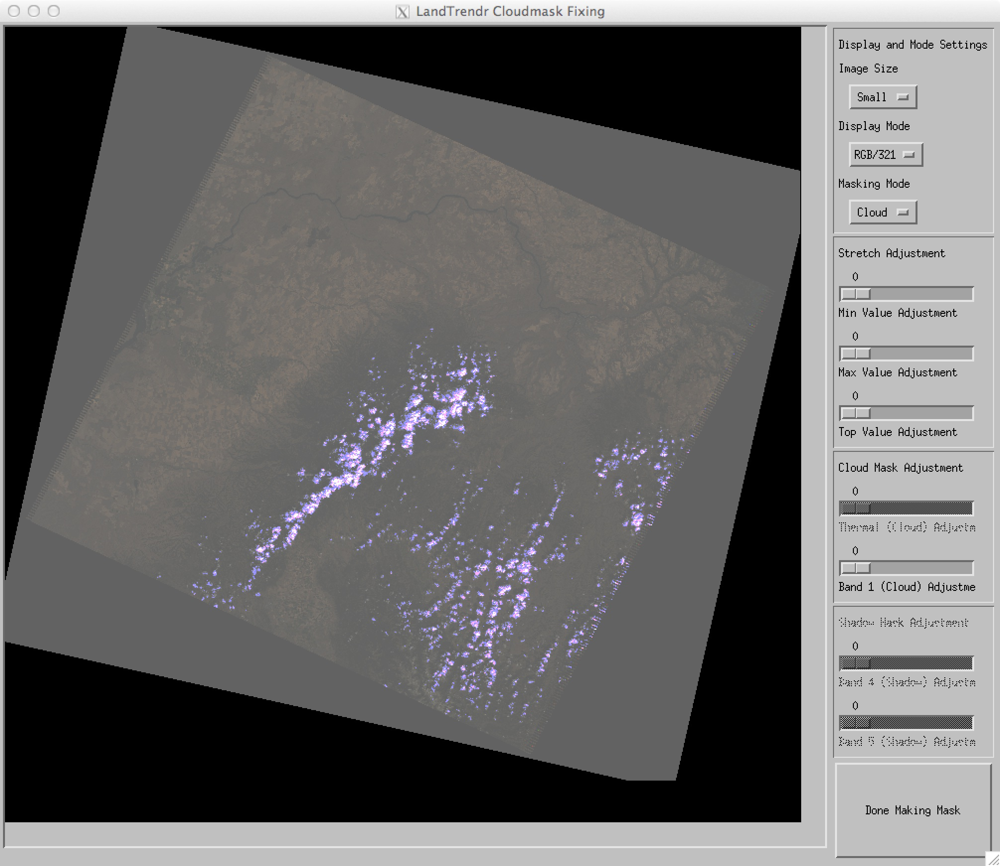 LandTrendr Cloudmask Fixing
Display and Mode Settings
Image Size
Small
Display Mode
RGB/321
Masking Mode
Cloud
Stretch Adjustment
0
Min Value Adjustment
0
Max Value Adjustment
0
Top Value Adjustment
Cloud Mask Adjustment
0
Thermal (Cloud) Adjustm
0
Band 1 (Cloud) Adjustme
Shadow Mask Adjustment
0
Band 4 (Shadow) Adjustm
0
Band 5 (Shadow) Adjustm
Done Making Mask